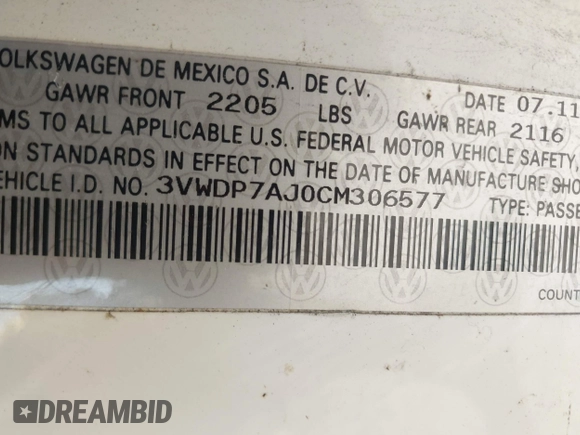 OLKSWAGEN DE MEXICO S.A. DE C.V. DATE 07.11
GAWR FRONT 2205 LBS GAWR REAR 2116
MS TO ALL APPLICABLE U.S. FEDERAL MOTOR VEHICLE SAFETY,
ON STANDARDS IN EFFECT ON THE DATE OF MANUFACTURE SHO
EHICLE I.D. NO. 3VWDP7AJ0CM306577 TYPE: PASSE
COUNT
DREAMBID